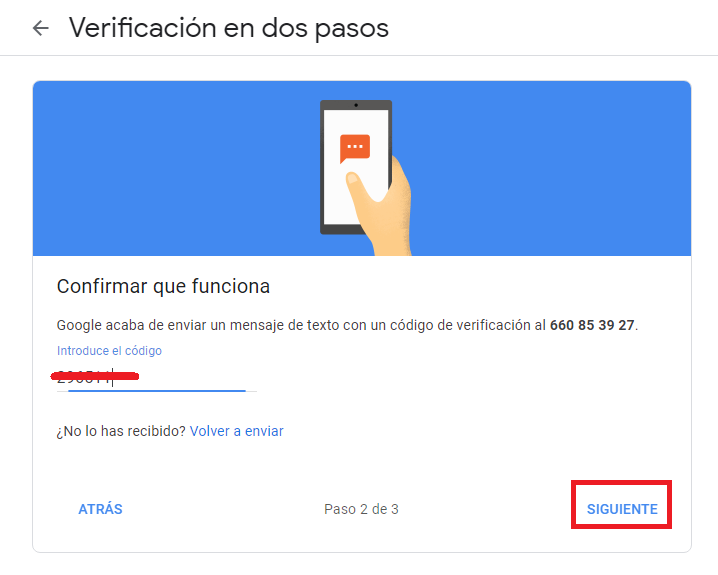 Verificación en dos pasos
Confirmar que funciona
Google acaba de enviar un mensaje de texto con un código de verificación al 660 85 39 27.
Introduce el código
¿No lo has recibido? Volver a enviar
ATRÁS
Paso 2 de 3
SIGUIENTE